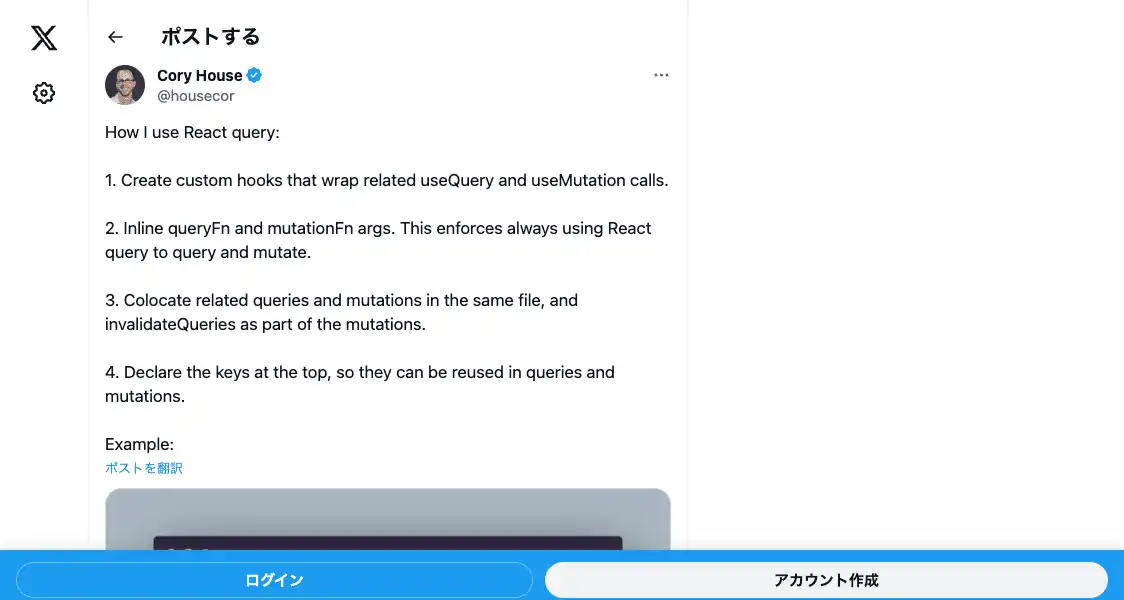 ポストする
Cory House
@housecor
How I use React query:
1. Create custom hooks that wrap related useQuery and useMutation calls.
2. Inline queryFn and mutationFn args. This enforces always using React
query to query and mutate.
3. Colocate related queries and mutations in the same file, and
invalidateQueries as part of the mutations.
4. Declare the keys at the top, so they can be reused in queries and
mutations.
Example:
ポストを翻訳
ログイン
アカウント作成